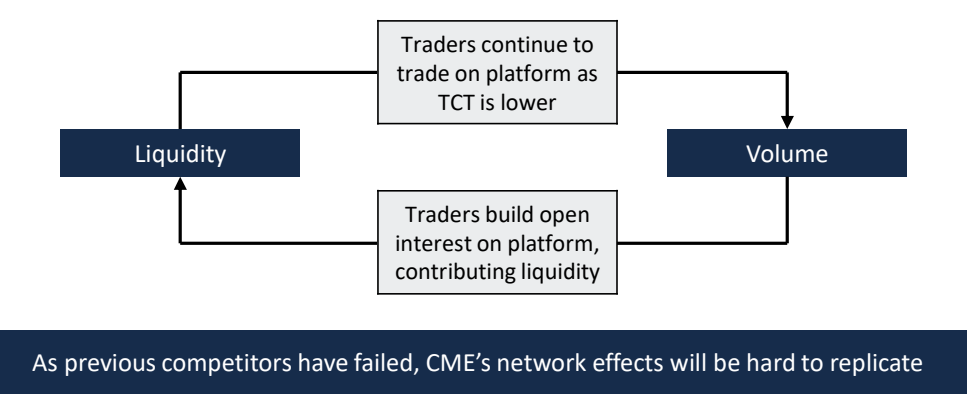 Traders continue to
trade on platform as
TCT is lower
Liquidity
Volume
Traders build open
interest on platform,
contributing liquidity
As previous competitors have failed, CME’s network effects will be hard to replicate